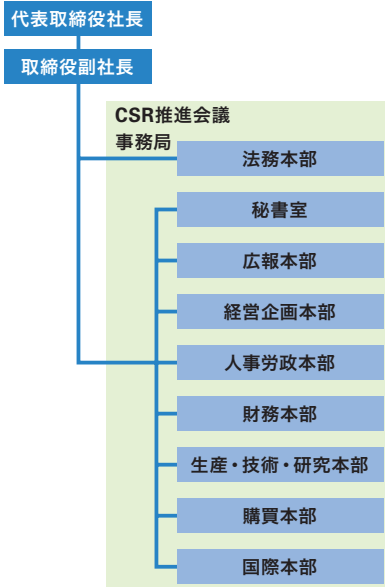 代表取締役社長
取締役副社長
CSR推進会議
事務局
法務本部
秘書室
広報本部
経営企画本部
人事労政本部
財務本部
生産・技術・研究本部
購買本部
国際本部